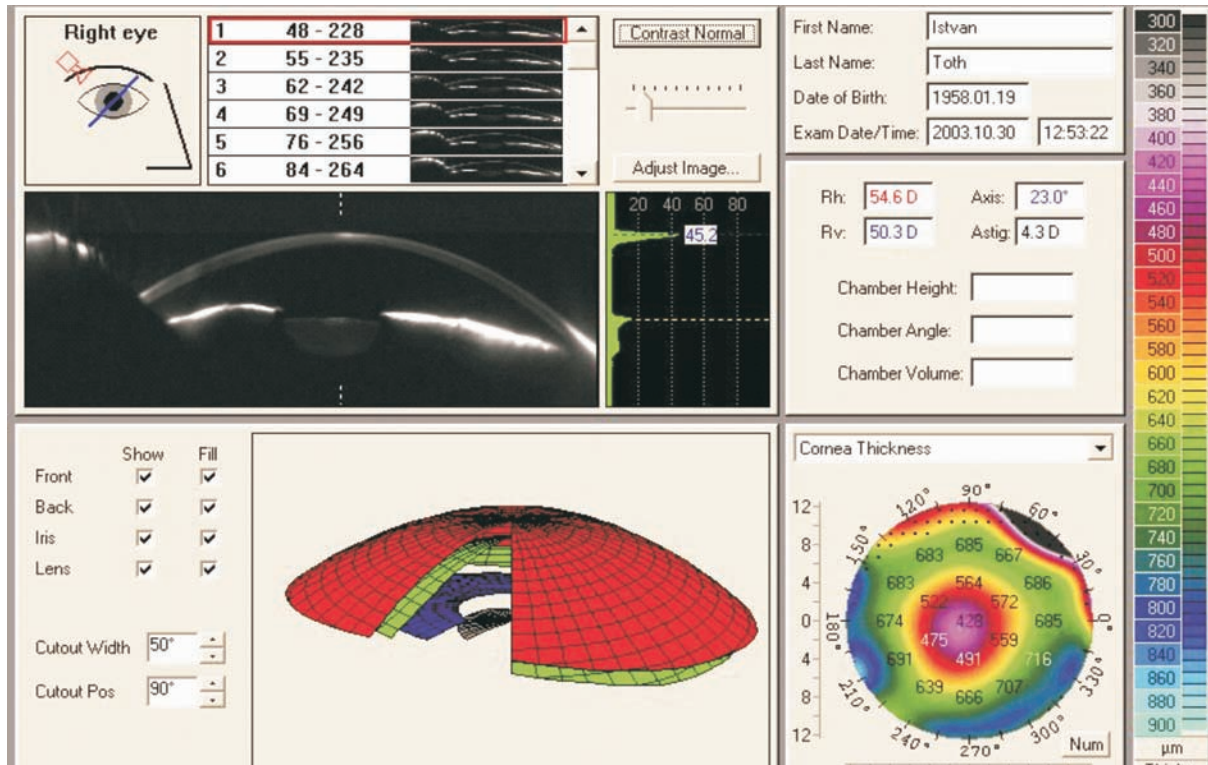 Right eye
1 48 - 228
2 55 - 235
3 62 - 242
4 69 - 249
5 76 - 256
6 84 - 264
Contrast Normal
Adjust Image...
20 40 60 80
45.2
First Name: Istvan
Last Name: Toth
Date of Birth: 1958.01.19
Exam Date/Time: 2003.10.30 12:53:22
Rh: 54.6 D Axis: 23.0°
Rv: 50.3 D Astig: 4.3 D
Chamber Height:
Chamber Angle:
Chamber Volume:
Show Fill
Front
Back
Iris
Lens
Cutout Width 50°
Cutout Pos 90°
Cornea Thickness
12
8
4
0
4
8
12
90°
120° 60°
150° 30°
180° 0°
210° 330°
240° 300°
270°
683 685 667
683 564 686
572
674 428 685
475 559
691 491 716
639 666 707
Num
300
320
340
360
380
400
420
440
460
480
500
520
540
560
580
600
620
640
660
680
700
720
740
760
780
800
820
840
860
880
900
µm